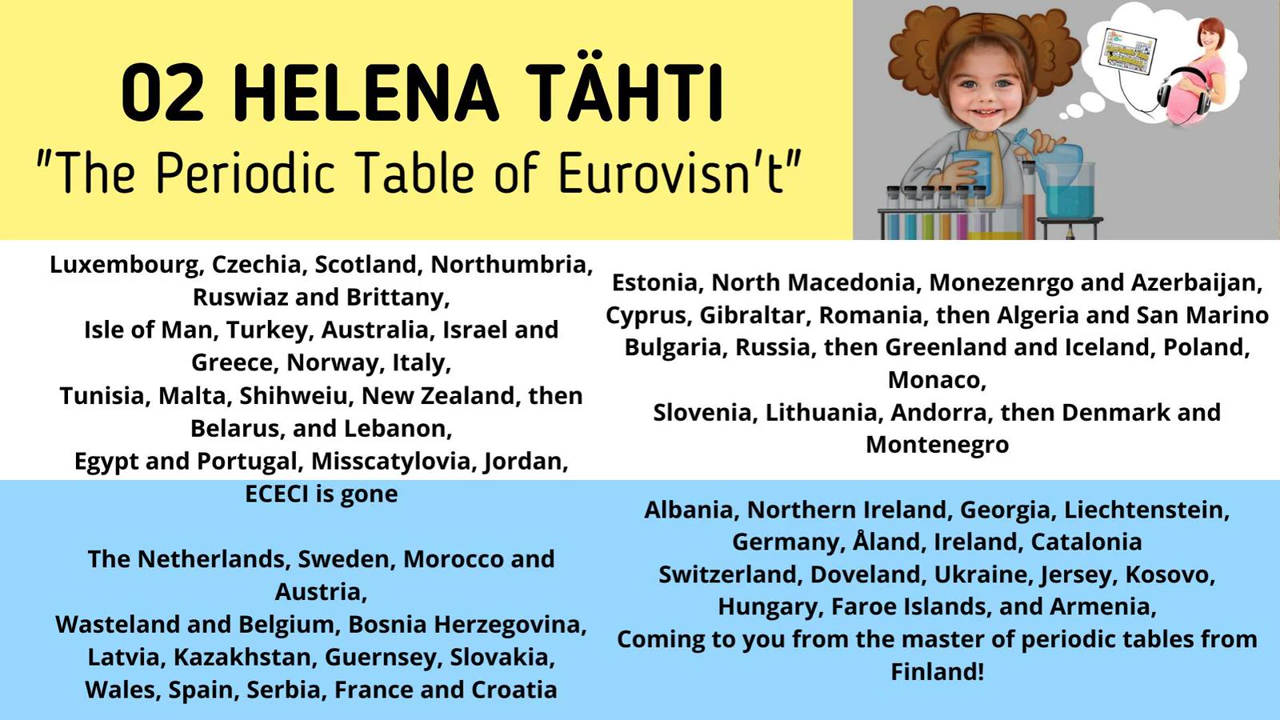 02 HELENA TÄHTI
"The Periodic Table of Eurovisn't"
Luxembourg, Czechia, Scotland, Northumbria,
Ruswiaz and Brittany,
Isle of Man, Turkey, Australia, Israel and
Greece, Norway, Italy,
Tunisia, Malta, Shihweiu, New Zealand, then
Belarus, and Lebanon,
Egypt and Portugal, Misscatylovia, Jordan,
ECECI is gone
The Netherlands, Sweden, Morocco and
Austria,
Wasteland and Belgium, Bosnia Herzegovina,
Latvia, Kazakhstan, Guernsey, Slovakia,
Wales, Spain, Serbia, France and Croatia
Estonia, North Macedonia, Monezenrgo and Azerbaijan,
Cyprus, Gibraltar, Romania, then Algeria and San Marino
Bulgaria, Russia, then Greenland and Iceland, Poland,
Monaco,
Slovenia, Lithuania, Andorra, then Denmark and
Montenegro
Albania, Northern Ireland, Georgia, Liechtenstein,
Germany, Åland, Ireland, Catalonia
Switzerland, Doveland, Ukraine, Jersey, Kosovo,
Hungary, Faroe Islands, and Armenia,
Coming to you from the master of periodic tables from
Finland!